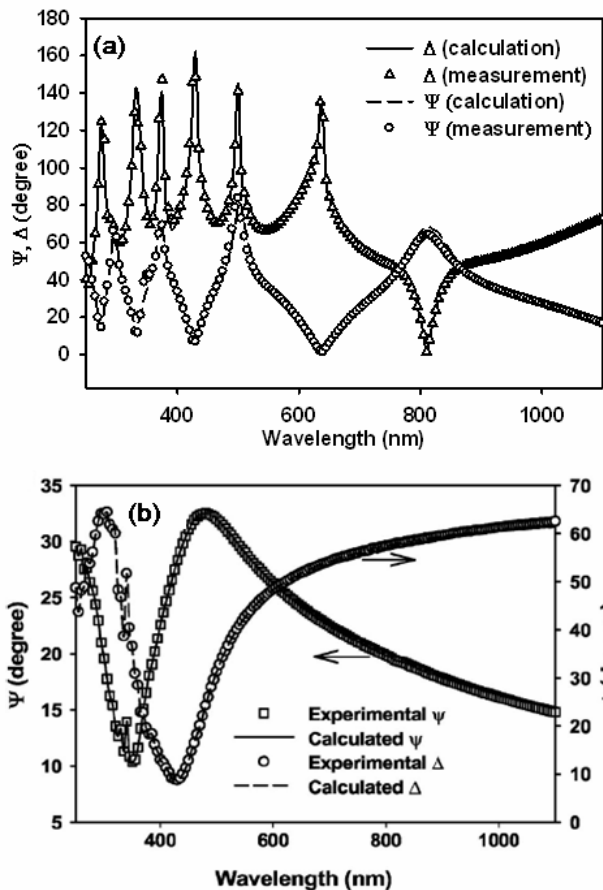 180
160
140
120
100
80
60
40
20
0
Ψ, Δ (degree)
(a)
Δ (calculation)
Δ (measurement)
Ψ (calculation)
Ψ (measurement)
400
600
800
1000
Wavelength (nm)
35
30
25
20
15
10
5
Ψ (degree)
(b)
70
60
50
40
30
20
10
0
Experimental ψ
Calculated ψ
Experimental Δ
Calculated Δ
400
600
800
1000
Wavelength (nm)